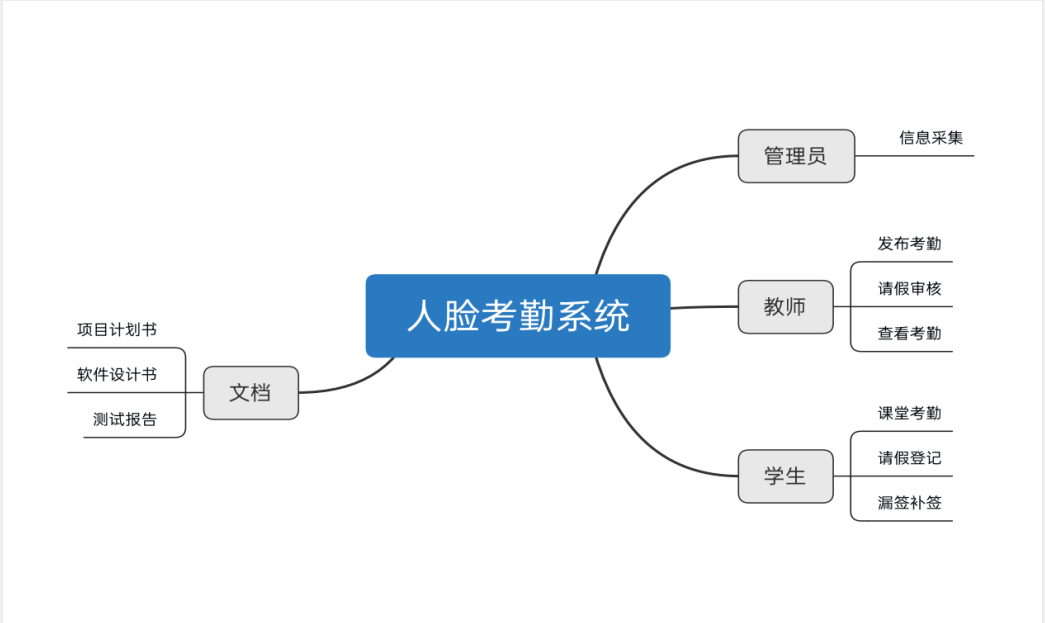 人脸考勤系统
管理员
信息采集
教师
发布考勤
请假审核
查看考勤
学生
课堂考勤
请假登记
漏签补签
文档
项目计划书
软件设计书
测试报告